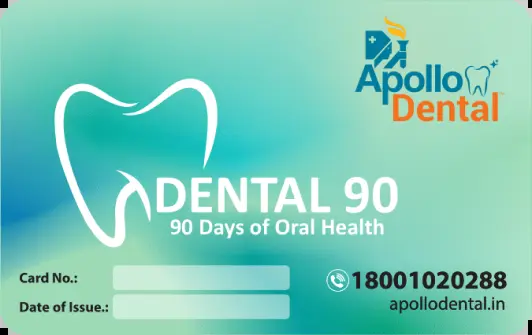 Apollo
Dental
DENTAL 90
90 Days of Oral Health
Card No.:
Date of Issue.:
18001020288
apollodental.in